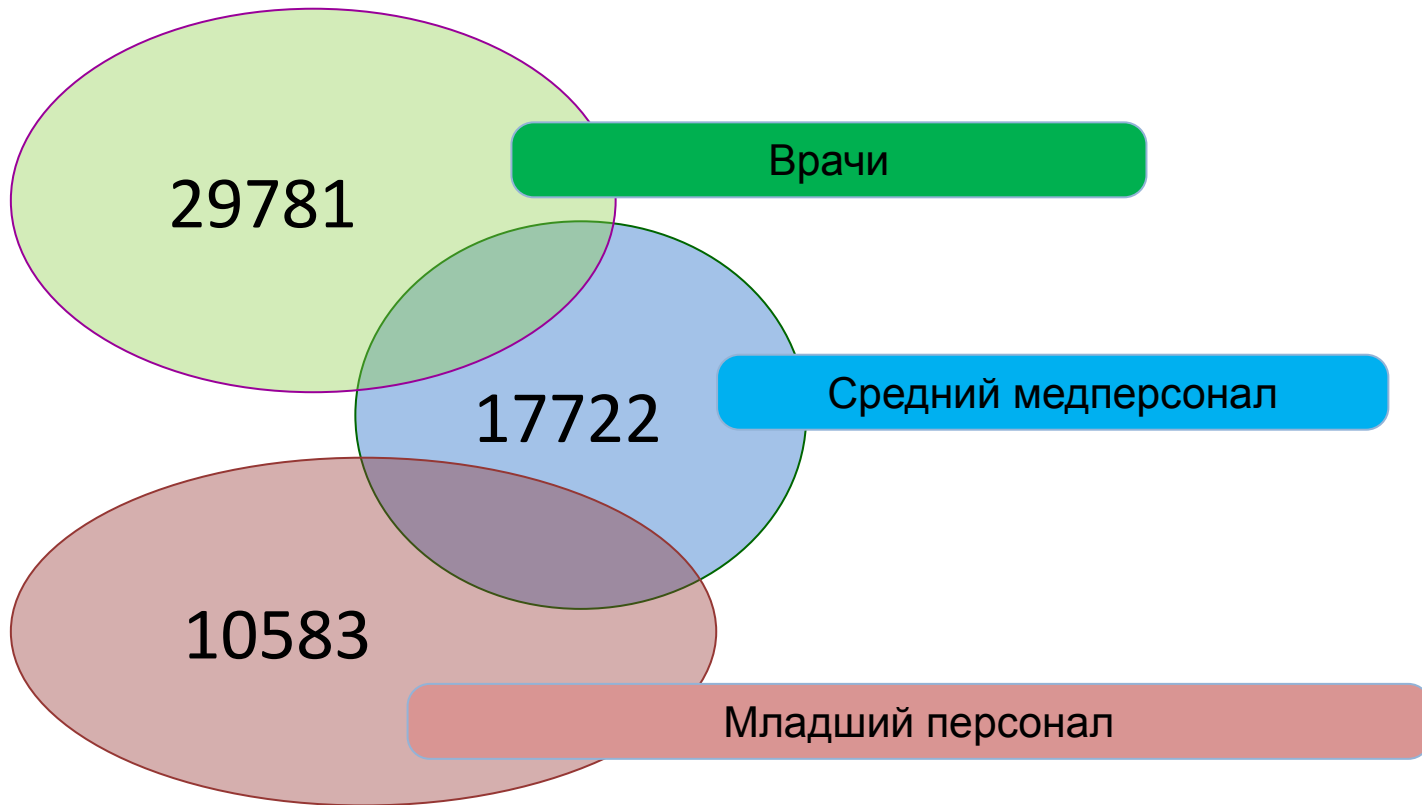 Врачи
29781
Средний медперсонал
17722
10583
Младший персонал